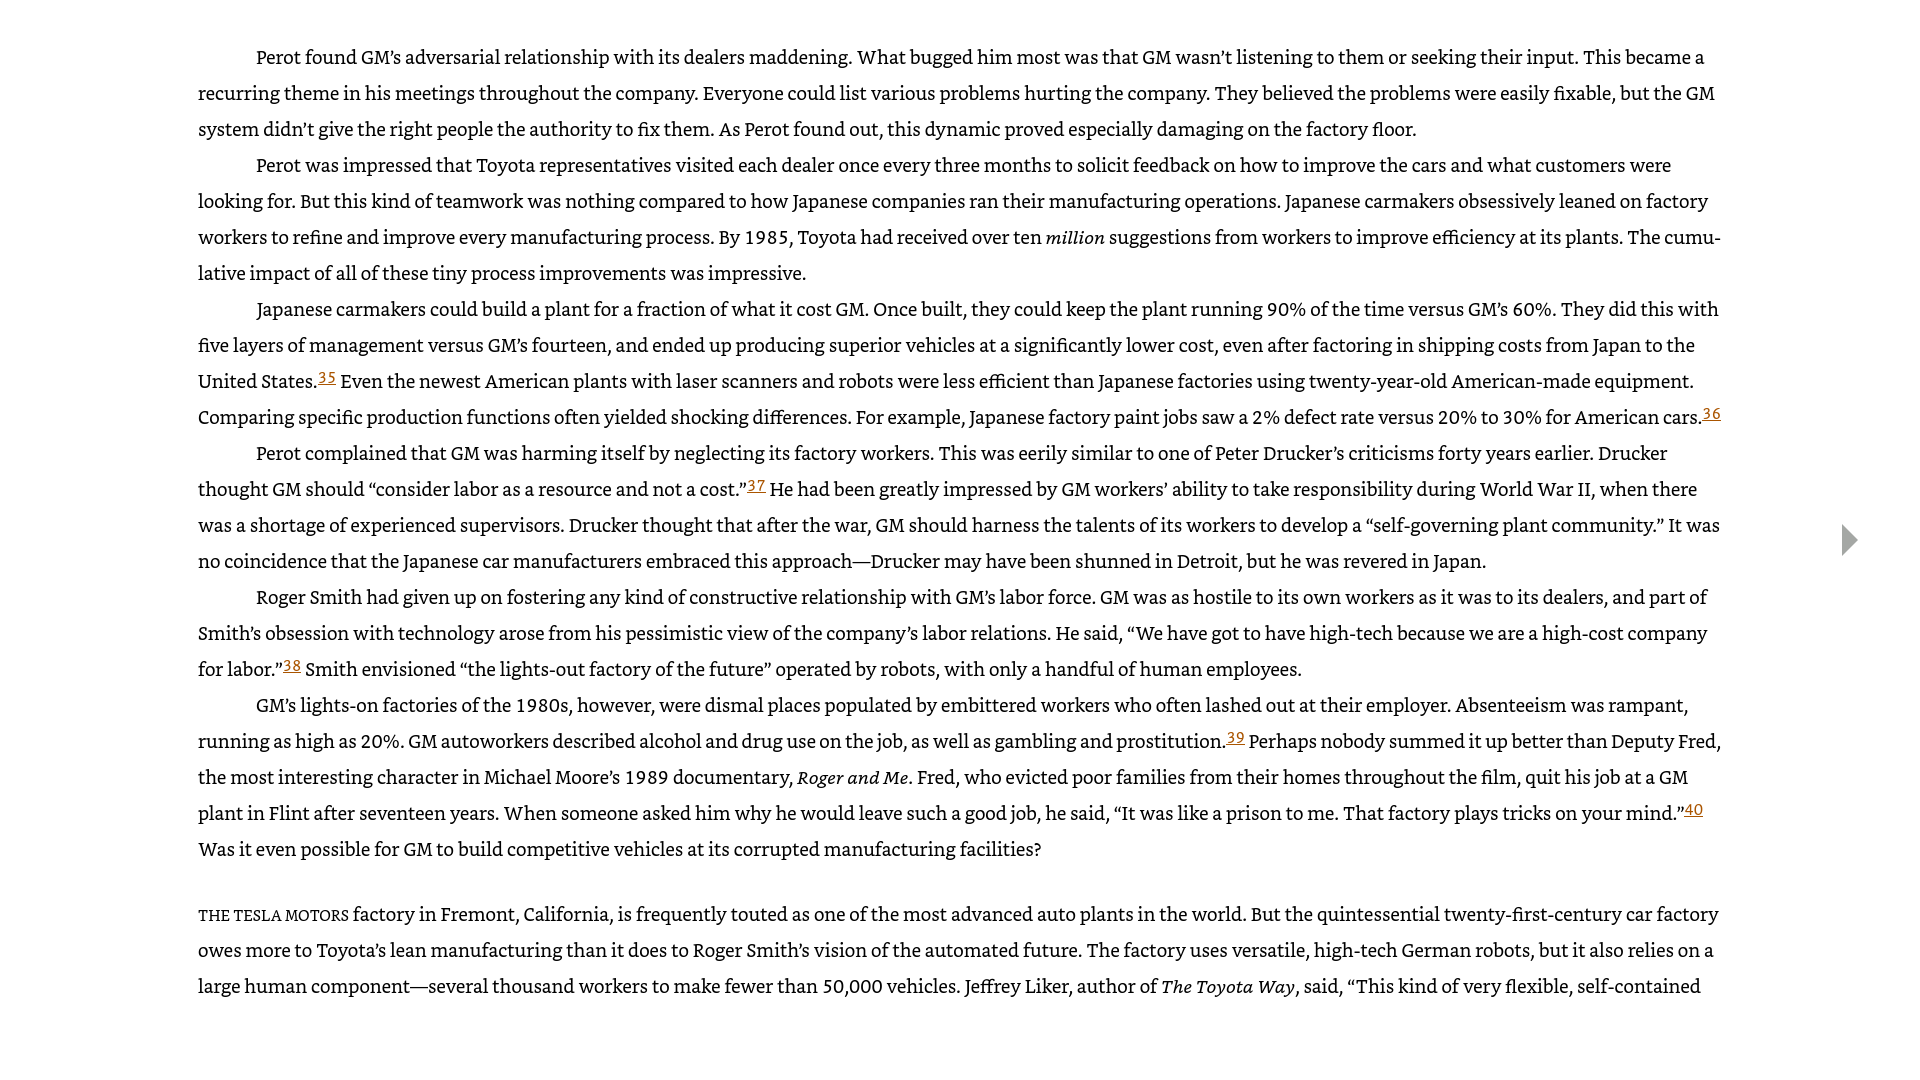 Perot found GM’s adversarial relationship with its dealers maddening. What bugged him most was that GM wasn’t listening to them or seeking their input. This became a
recurring theme in his meetings throughout the company. Everyone could list various problems hurting the company. They believed the problems were easily fixable, but the GM
system didn’t give the right people the authority to fix them. As Perot found out, this dynamic proved especially damaging on the factory floor.
Perot was impressed that Toyota representatives visited each dealer once every three months to solicit feedback on how to improve the cars and what customers were
looking for. But this kind of teamwork was nothing compared to how Japanese companies ran their manufacturing operations. Japanese carmakers obsessively leaned on factory
workers to refine and improve every manufacturing process. By 1985, Toyota had received over ten million suggestions from workers to improve efficiency at its plants. The cumu-
lative impact of all of these tiny process improvements was impressive.
Japanese carmakers could build a plant for a fraction of what it cost GM. Once built, they could keep the plant running 90% of the time versus GM’s 60%. They did this with
five layers of management versus GM’s fourteen, and ended up producing superior vehicles at a significantly lower cost, even after factoring in shipping costs from Japan to the
United States.35 Even the newest American plants with laser scanners and robots were less efficient than Japanese factories using twenty-year-old American-made equipment.
Comparing specific production functions often yielded shocking differences. For example, Japanese factory paint jobs saw a 2% defect rate versus 20% to 30% for American cars.36
Perot complained that GM was harming itself by neglecting its factory workers. This was eerily similar to one of Peter Drucker’s criticisms forty years earlier. Drucker
thought GM should “consider labor as a resource and not a cost.”37 He had been greatly impressed by GM workers’ ability to take responsibility during World War II, when there
was a shortage of experienced supervisors. Drucker thought that after the war, GM should harness the talents of its workers to develop a “self-governing plant community.” It was
no coincidence that the Japanese car manufacturers embraced this approach—Drucker may have been shunned in Detroit, but he was revered in Japan.
Roger Smith had given up on fostering any kind of constructive relationship with GM’s labor force. GM was as hostile to its own workers as it was to its dealers, and part of
Smith’s obsession with technology arose from his pessimistic view of the company’s labor relations. He said, “We have got to have high-tech because we are a high-cost company
for labor.”38 Smith envisioned “the lights-out factory of the future” operated by robots, with only a handful of human employees.
GM’s lights-on factories of the 1980s, however, were dismal places populated by embittered workers who often lashed out at their employer. Absenteeism was rampant,
running as high as 20%. GM autoworkers described alcohol and drug use on the job, as well as gambling and prostitution.39 Perhaps nobody summed it up better than Deputy Fred,
the most interesting character in Michael Moore’s 1989 documentary, Roger and Me. Fred, who evicted poor families from their homes throughout the film, quit his job at a GM
plant in Flint after seventeen years. When someone asked him why he would leave such a good job, he said, “It was like a prison to me. That factory plays tricks on your mind.”40
Was it even possible for GM to build competitive vehicles at its corrupted manufacturing facilities?
THE TESLA MOTORS factory in Fremont, California, is frequently touted as one of the most advanced auto plants in the world. But the quintessential twenty-first-century car factory
owes more to Toyota’s lean manufacturing than it does to Roger Smith’s vision of the automated future. The factory uses versatile, high-tech German robots, but it also relies on a
large human component—several thousand workers to make fewer than 50,000 vehicles. Jeffrey Liker, author of The Toyota Way, said, “This kind of very flexible, self-contained